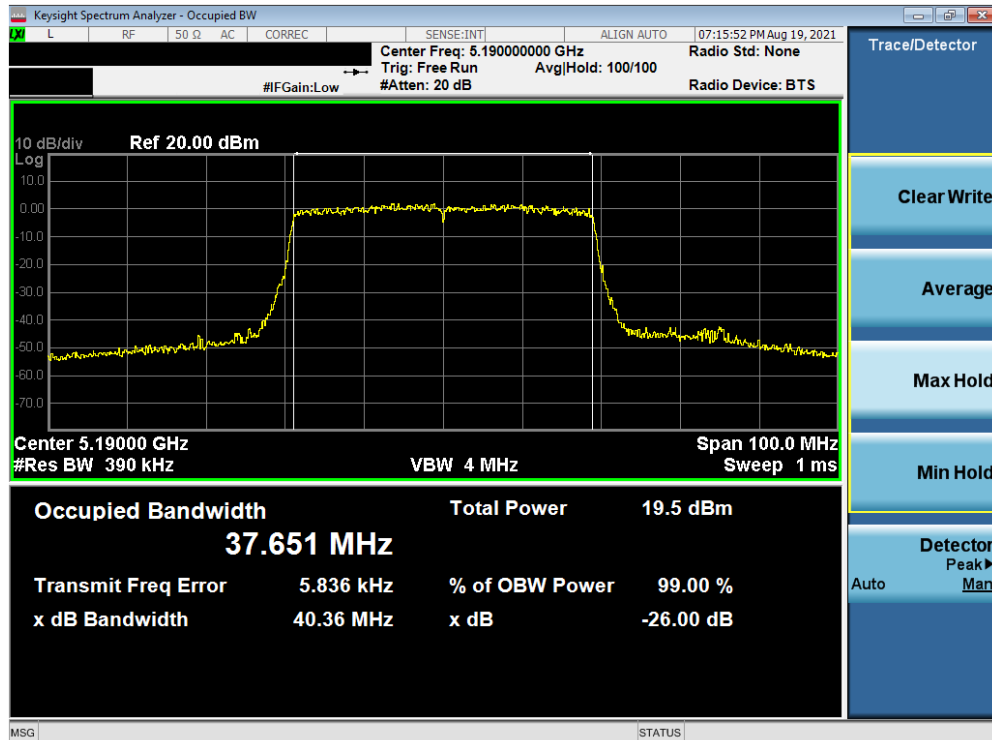 Keysight Spectrum Analyzer - Occupied BW
LXI L RF 50 Ω AC CORREC SENSE:INT ALIGN AUTO 07:15:52 PM Aug 19, 2021
Center Freq: 5.190000000 GHz Radio Std: None
Trig: Free Run Avg|Hold: 100/100
#IFGain:Low #Atten: 20 dB Radio Device: BTS
Trace/Detector
10 dB/div Ref 20.00 dBm
Log
10.0
0.00
-10.0
-20.0
-30.0
-40.0
-50.0
-60.0
-70.0
Center 5.19000 GHz Span 100.0 MHz
#Res BW 390 kHz VBW 4 MHz Sweep 1 ms
Occupied Bandwidth Total Power 19.5 dBm
37.651 MHz
Transmit Freq Error 5.836 kHz % of OBW Power 99.00 %
x dB Bandwidth 40.36 MHz x dB -26.00 dB
Clear Write
Average
Max Hold
Min Hold
Detector
Peak▶
Auto Man
MSG STATUS